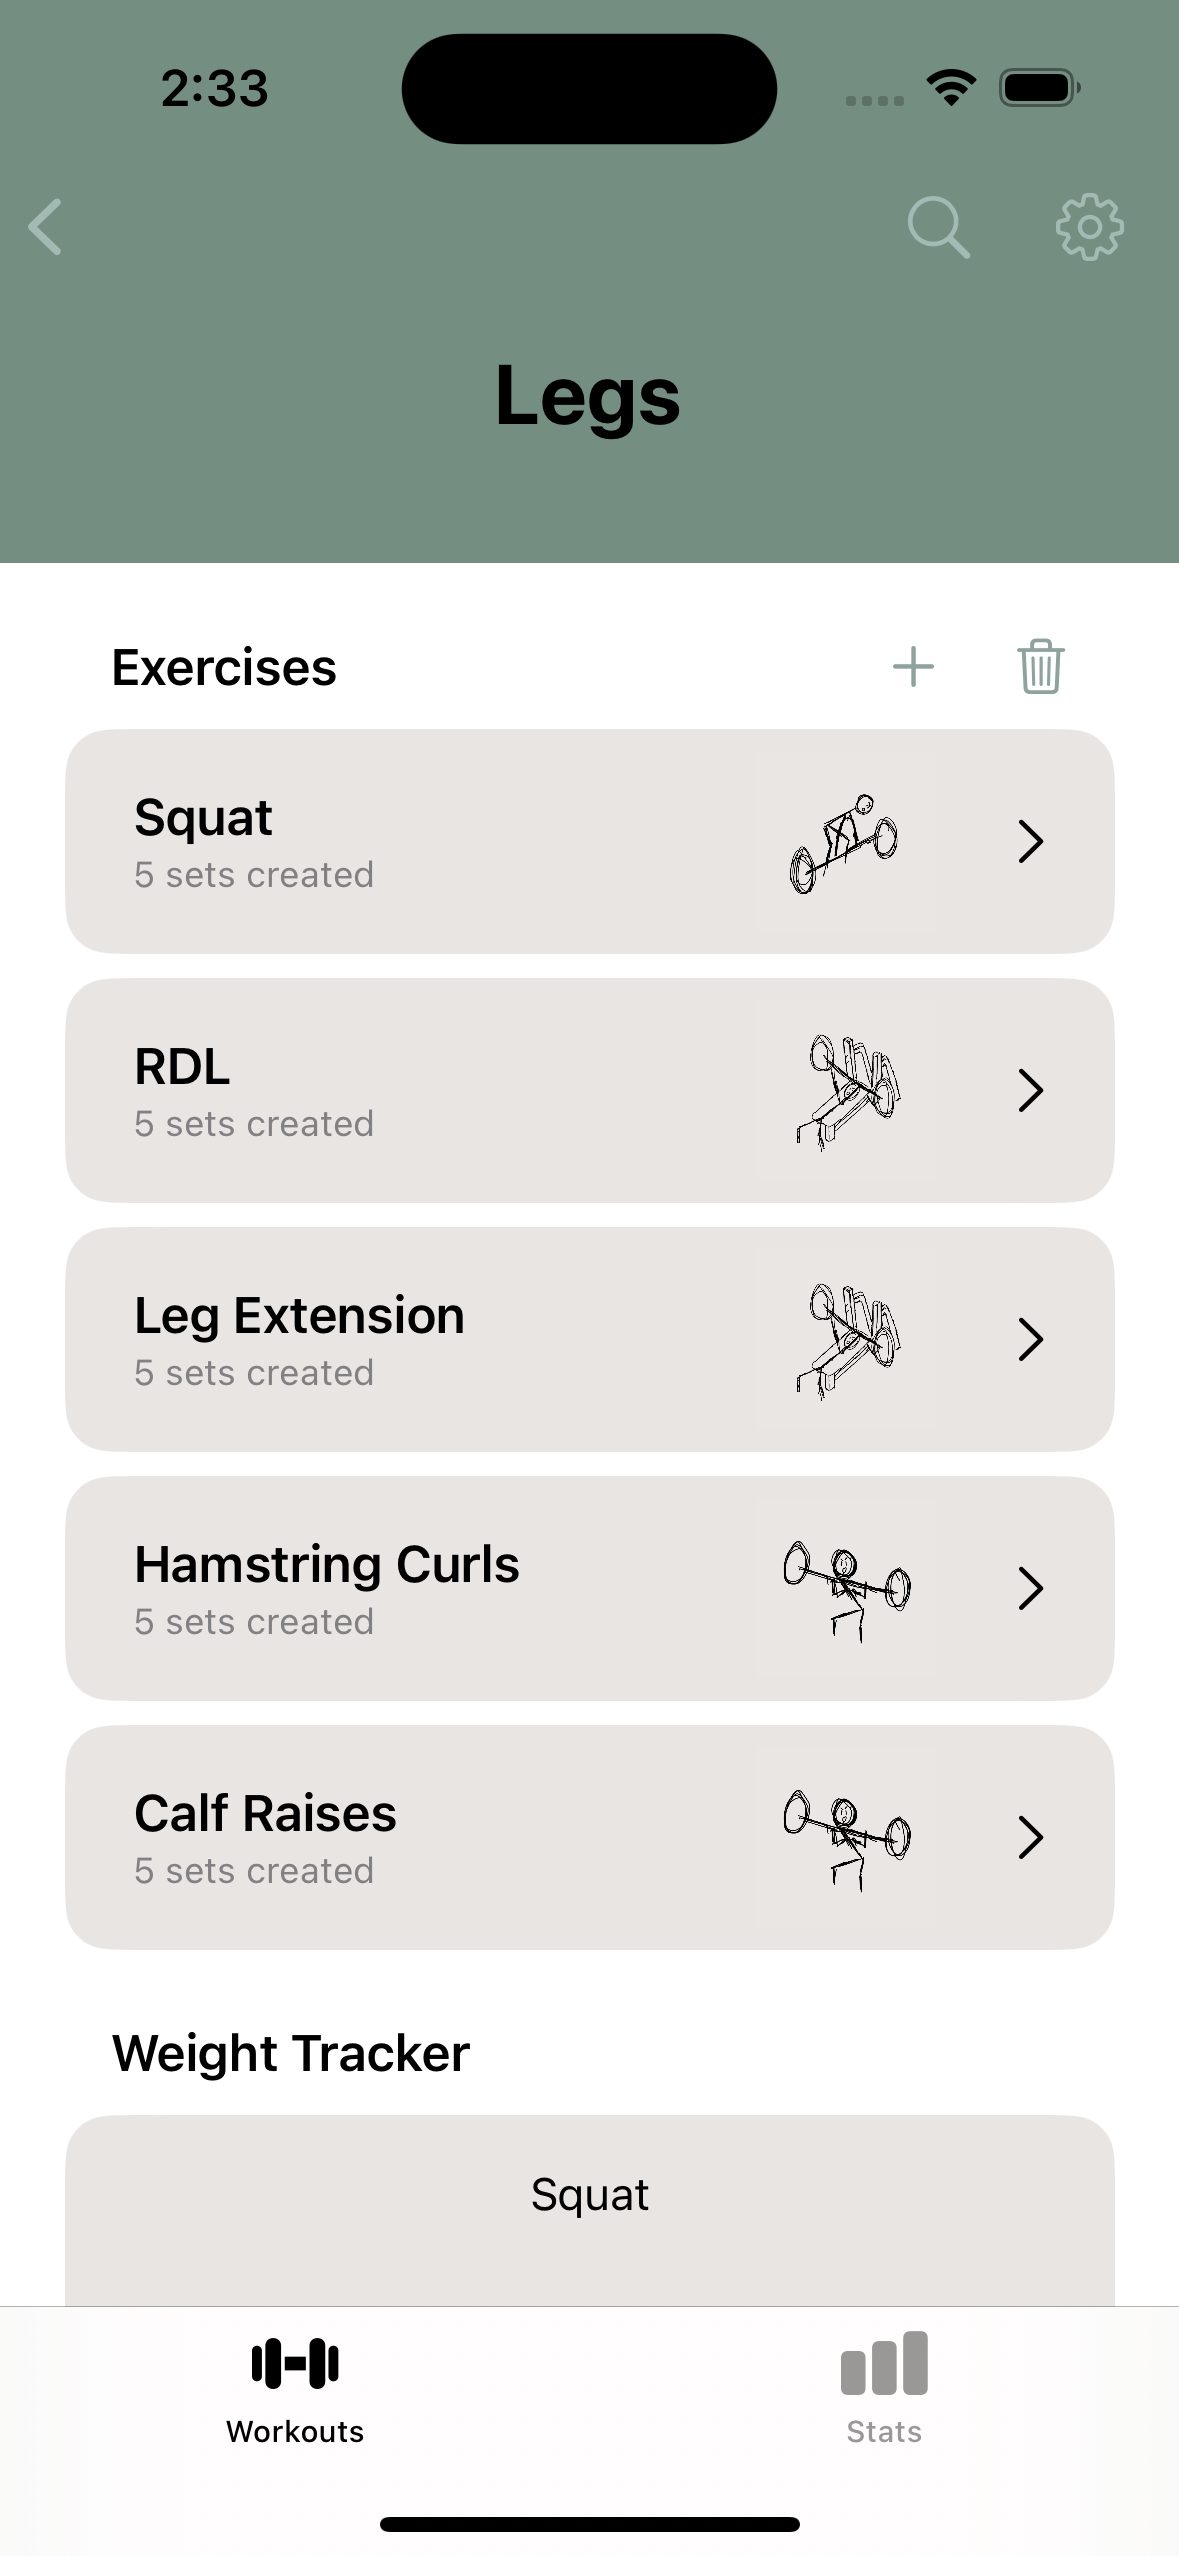 2:33
Legs
Exercises
Squat
5 sets created
RDL
5 sets created
Leg Extension
5 sets created
Hamstring Curls
5 sets created
Calf Raises
5 sets created
Weight Tracker
Squat
Workouts
Stats